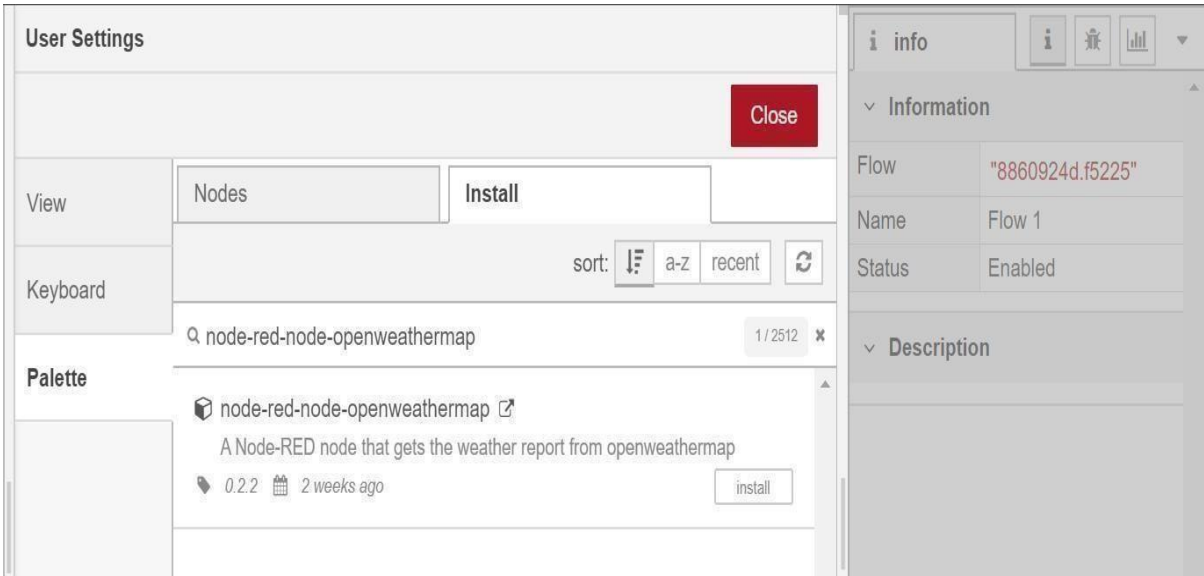 User Settings
Close
View
Keyboard
Palette
Nodes
Install
sort: a-z recent
node-red-node-openweathermap
1 / 2512
node-red-node-openweathermap
A Node-RED node that gets the weather report from openweathermap
0.2.2 2 weeks ago
install
i info
i
Information
Flow "8860924d.f5225"
Name Flow 1
Status Enabled
Description